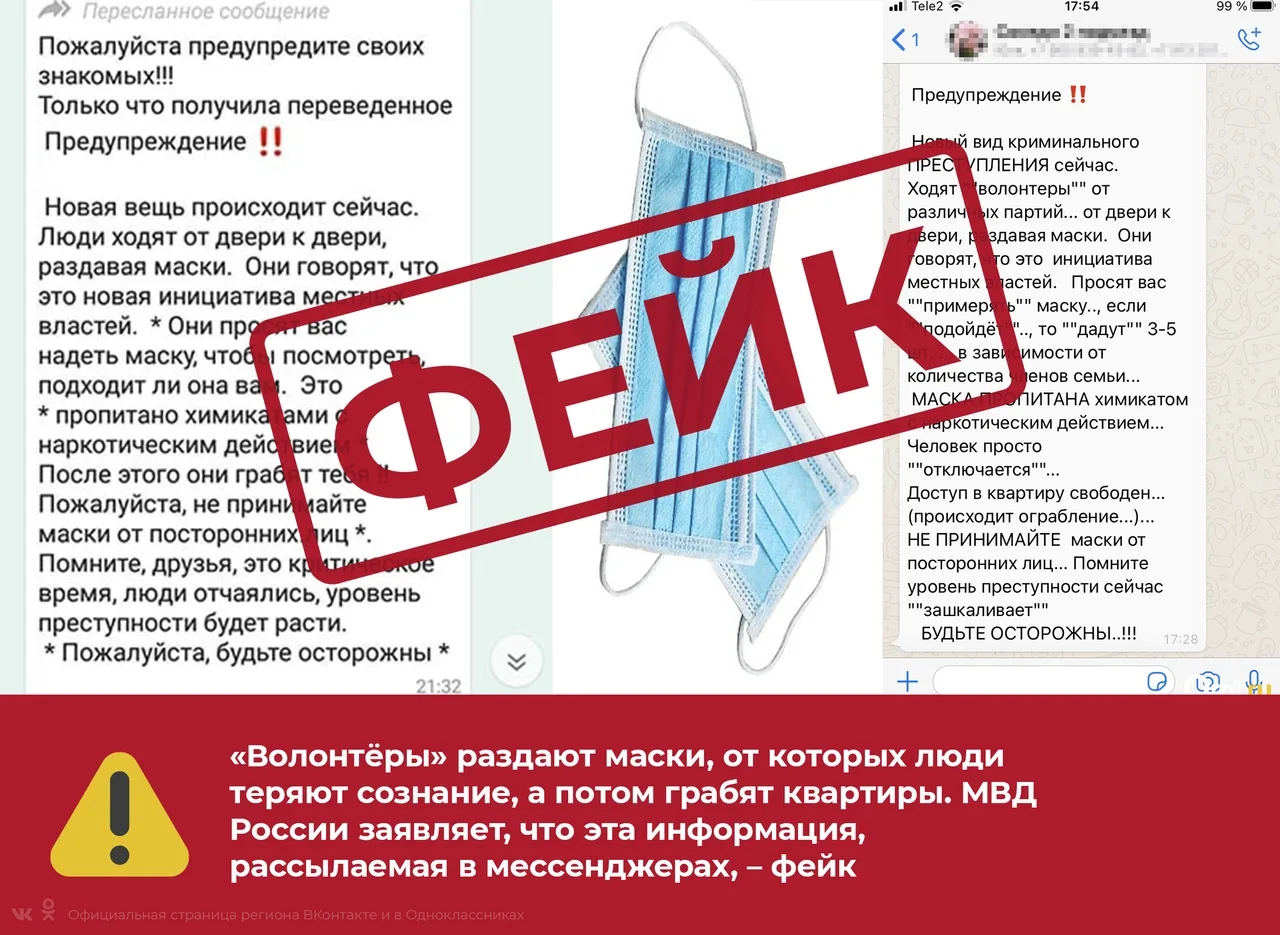 Пересланное сообщение
Пожалуйста предупредите своих
знакомых!!!
Только что получила переведенное
Предупреждение ‼️
Новая вещь происходит сейчас.
Люди ходят от двери к двери,
раздавая маски. Они говорят, что
это новая инициатива местных
властей. * Они просят вас
надеть маску, чтобы посмотреть,
подходит ли она вам. Это
* пропитано химикатами с
наркотическим действием *
После этого они грабят тебя !!
Пожалуйста, не принимайте
маски от посторонних лиц *.
Помните, друзья, это критическое
время, люди отчаялись, уровень
преступности будет расти.
* Пожалуйста, будьте осторожны *
21:32
ФЕЙК
Tele2
17:54
99 %
1
Предупреждение ‼️
Новый вид криминального
ПРЕСТУПЛЕНИЯ сейчас.
Ходят ""волонтеры"" от
различных партий... от двери к
двери, раздавая маски. Они
говорят, что это инициатива
местных властей. Просят вас
""примерять"" маску.., если
""подойдёт"".., то ""дадут"" 3-5
шт. ... в зависимости от
количества членов семьи...
МАСКА ПРОПИТАНА химикатом
с наркотическим действием...
Человек просто
""отключается""...
Доступ в квартиру свободен...
(происходит ограбление...)...
НЕ ПРИНИМАЙТЕ маски от
посторонних лиц... Помните
уровень преступности сейчас
""зашкаливает""
БУДЬТЕ ОСТОРОЖНЫ..!!!
17:28
«Волонтёры» раздают маски, от которых люди
теряют сознание, а потом грабят квартиры. МВД
России заявляет, что эта информация,
рассылаемая в мессенджерах, – фейк
Официальная страница региона ВКонтакте и в Одноклассниках